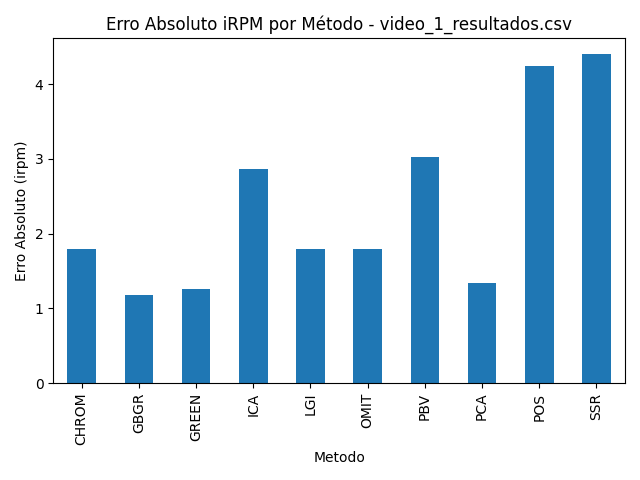 Erro Absoluto iRPM por Método - video_1_resultados.csv
Erro Absoluto (irpm)
4
3
2
1
0
CHROM
GBGR
GREEN
ICA
LGI
OMIT
PBV
PCA
POS
SSR
Metodo